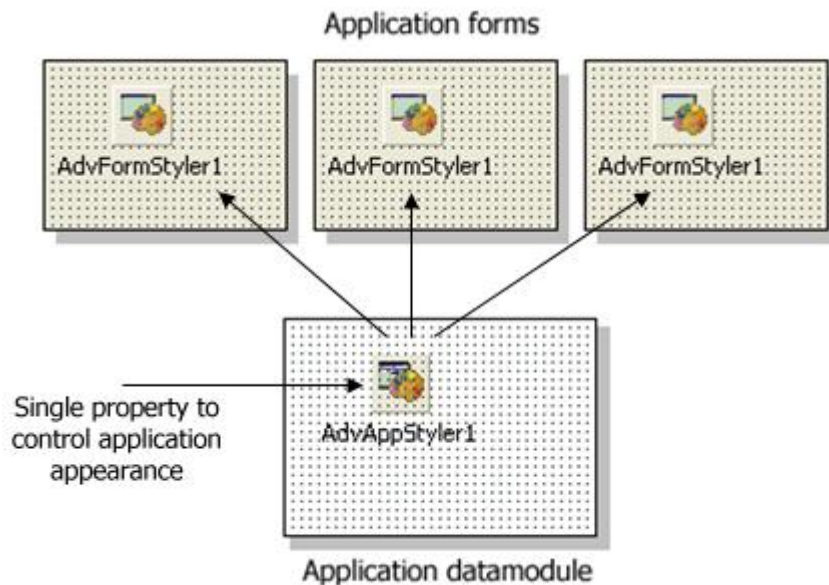 Application forms
AdvFormStyler1
AdvFormStyler1
AdvFormStyler1
Single property to
control application
appearance
AdvAppStyler1
Application datamodule